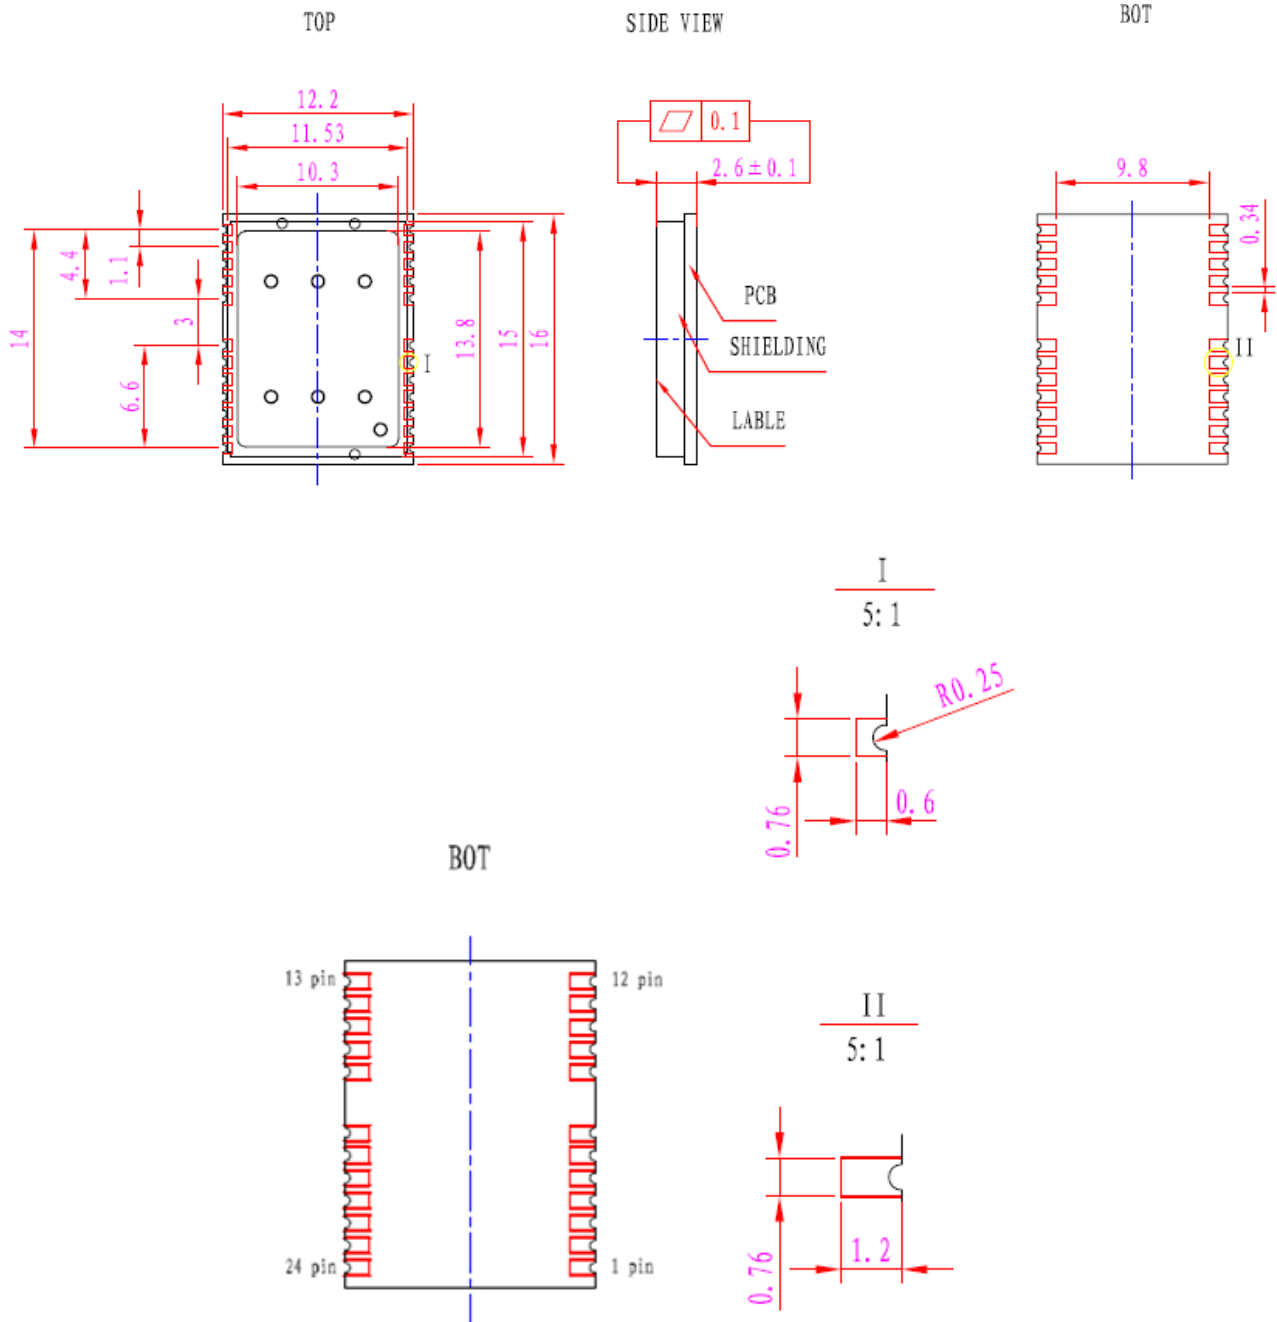 TOP
SIDE VIEW
BOT
12.2
11.53
10.3
0.1
2.6±0.1
9.8
0.34
4.4
1.1
14
3
6.6
13.8
15
16
I
PCB
SHIELDING
LABLE
II
I
5:1
R0.25
0.76
0.6
BOT
13 pin
12 pin
24 pin
1 pin
II
5:1
0.76
1.2